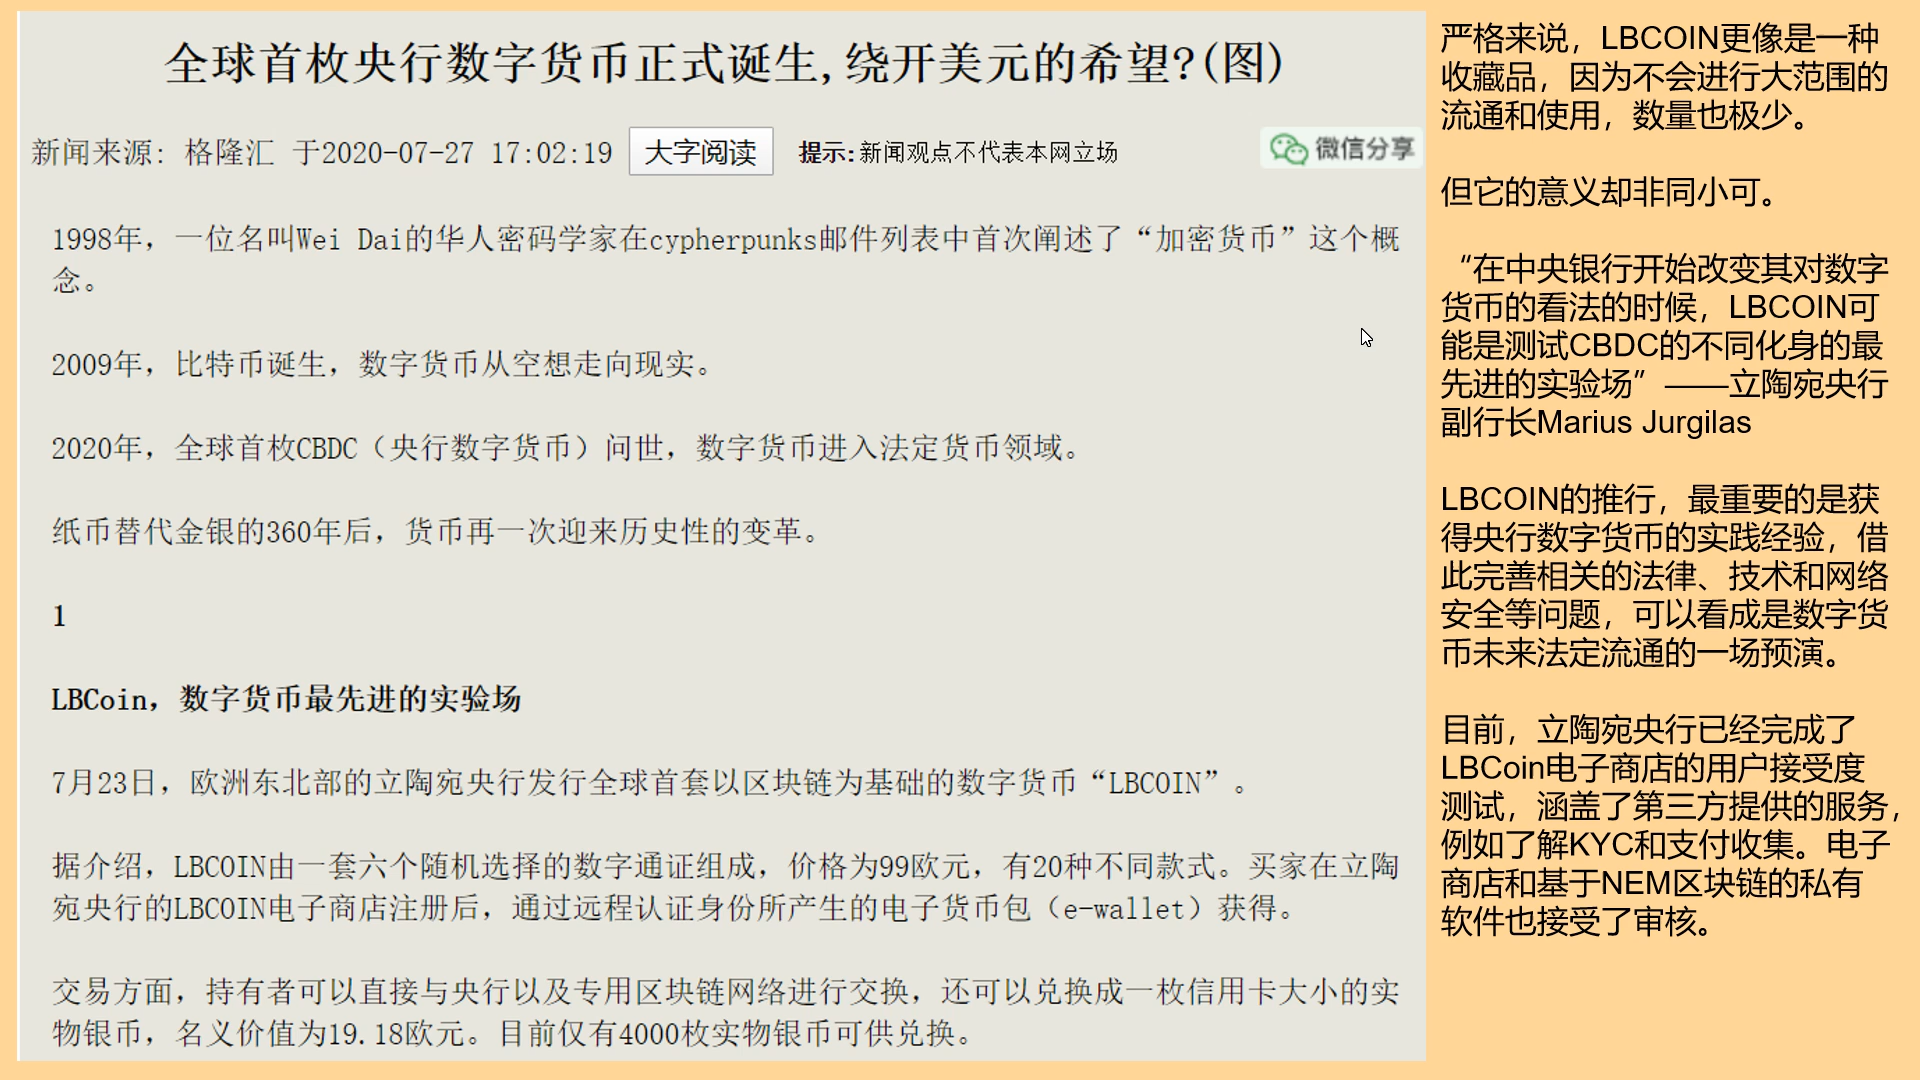 全球首枚央行数字货币正式诞生,绕开美元的希望?(图)
新闻来源: 格隆汇 于2020-07-27 17:02:19 大字阅读 提示:新闻观点不代表本网立场 微信分享
1998年，一位名叫Wei Dai的华人密码学家在cypherpunks邮件列表中首次阐述了“加密货币”这个概
念。
2009年，比特币诞生，数字货币从空想走向现实。
2020年，全球首枚CBDC（央行数字货币）问世，数字货币进入法定货币领域。
纸币替代金银的360年后，货币再一次迎来历史性的变革。
1
LBCoin，数字货币最先进的实验场
7月23日，欧洲东北部的立陶宛央行发行全球首套以区块链为基础的数字货币“LBCOIN”。
据介绍，LBCOIN由一套六个随机选择的数字通证组成，价格为99欧元，有20种不同款式。买家在立陶
宛央行的LBCOIN电子商店注册后，通过远程认证身份所产生的电子货币包（e-wallet）获得。
交易方面，持有者可以直接与央行以及专用区块链网络进行交换，还可以兑换成一枚信用卡大小的实
物银币，名义价值为19.18欧元。目前仅有4000枚实物银币可供兑换。
严格来说，LBCOIN更像是一种
收藏品，因为不会进行大范围的
流通和使用，数量也极少。
但它的意义却非同小可。
“在中央银行开始改变其对数字
货币的看法的时候，LBCOIN可
能是测试CBDC的不同化身的最
先进的实验场”——立陶宛央行
副行长Marius Jurgilas
LBCOIN的推行，最重要的是获
得央行数字货币的实践经验，借
此完善相关的法律、技术和网络
安全等问题，可以看成是数字货
币未来法定流通的一场预演。
目前，立陶宛央行已经完成了
LBCoin电子商店的用户接受度
测试，涵盖了第三方提供的服务，
例如了解KYC和支付收集。电子
商店和基于NEM区块链的私有
软件也接受了审核。